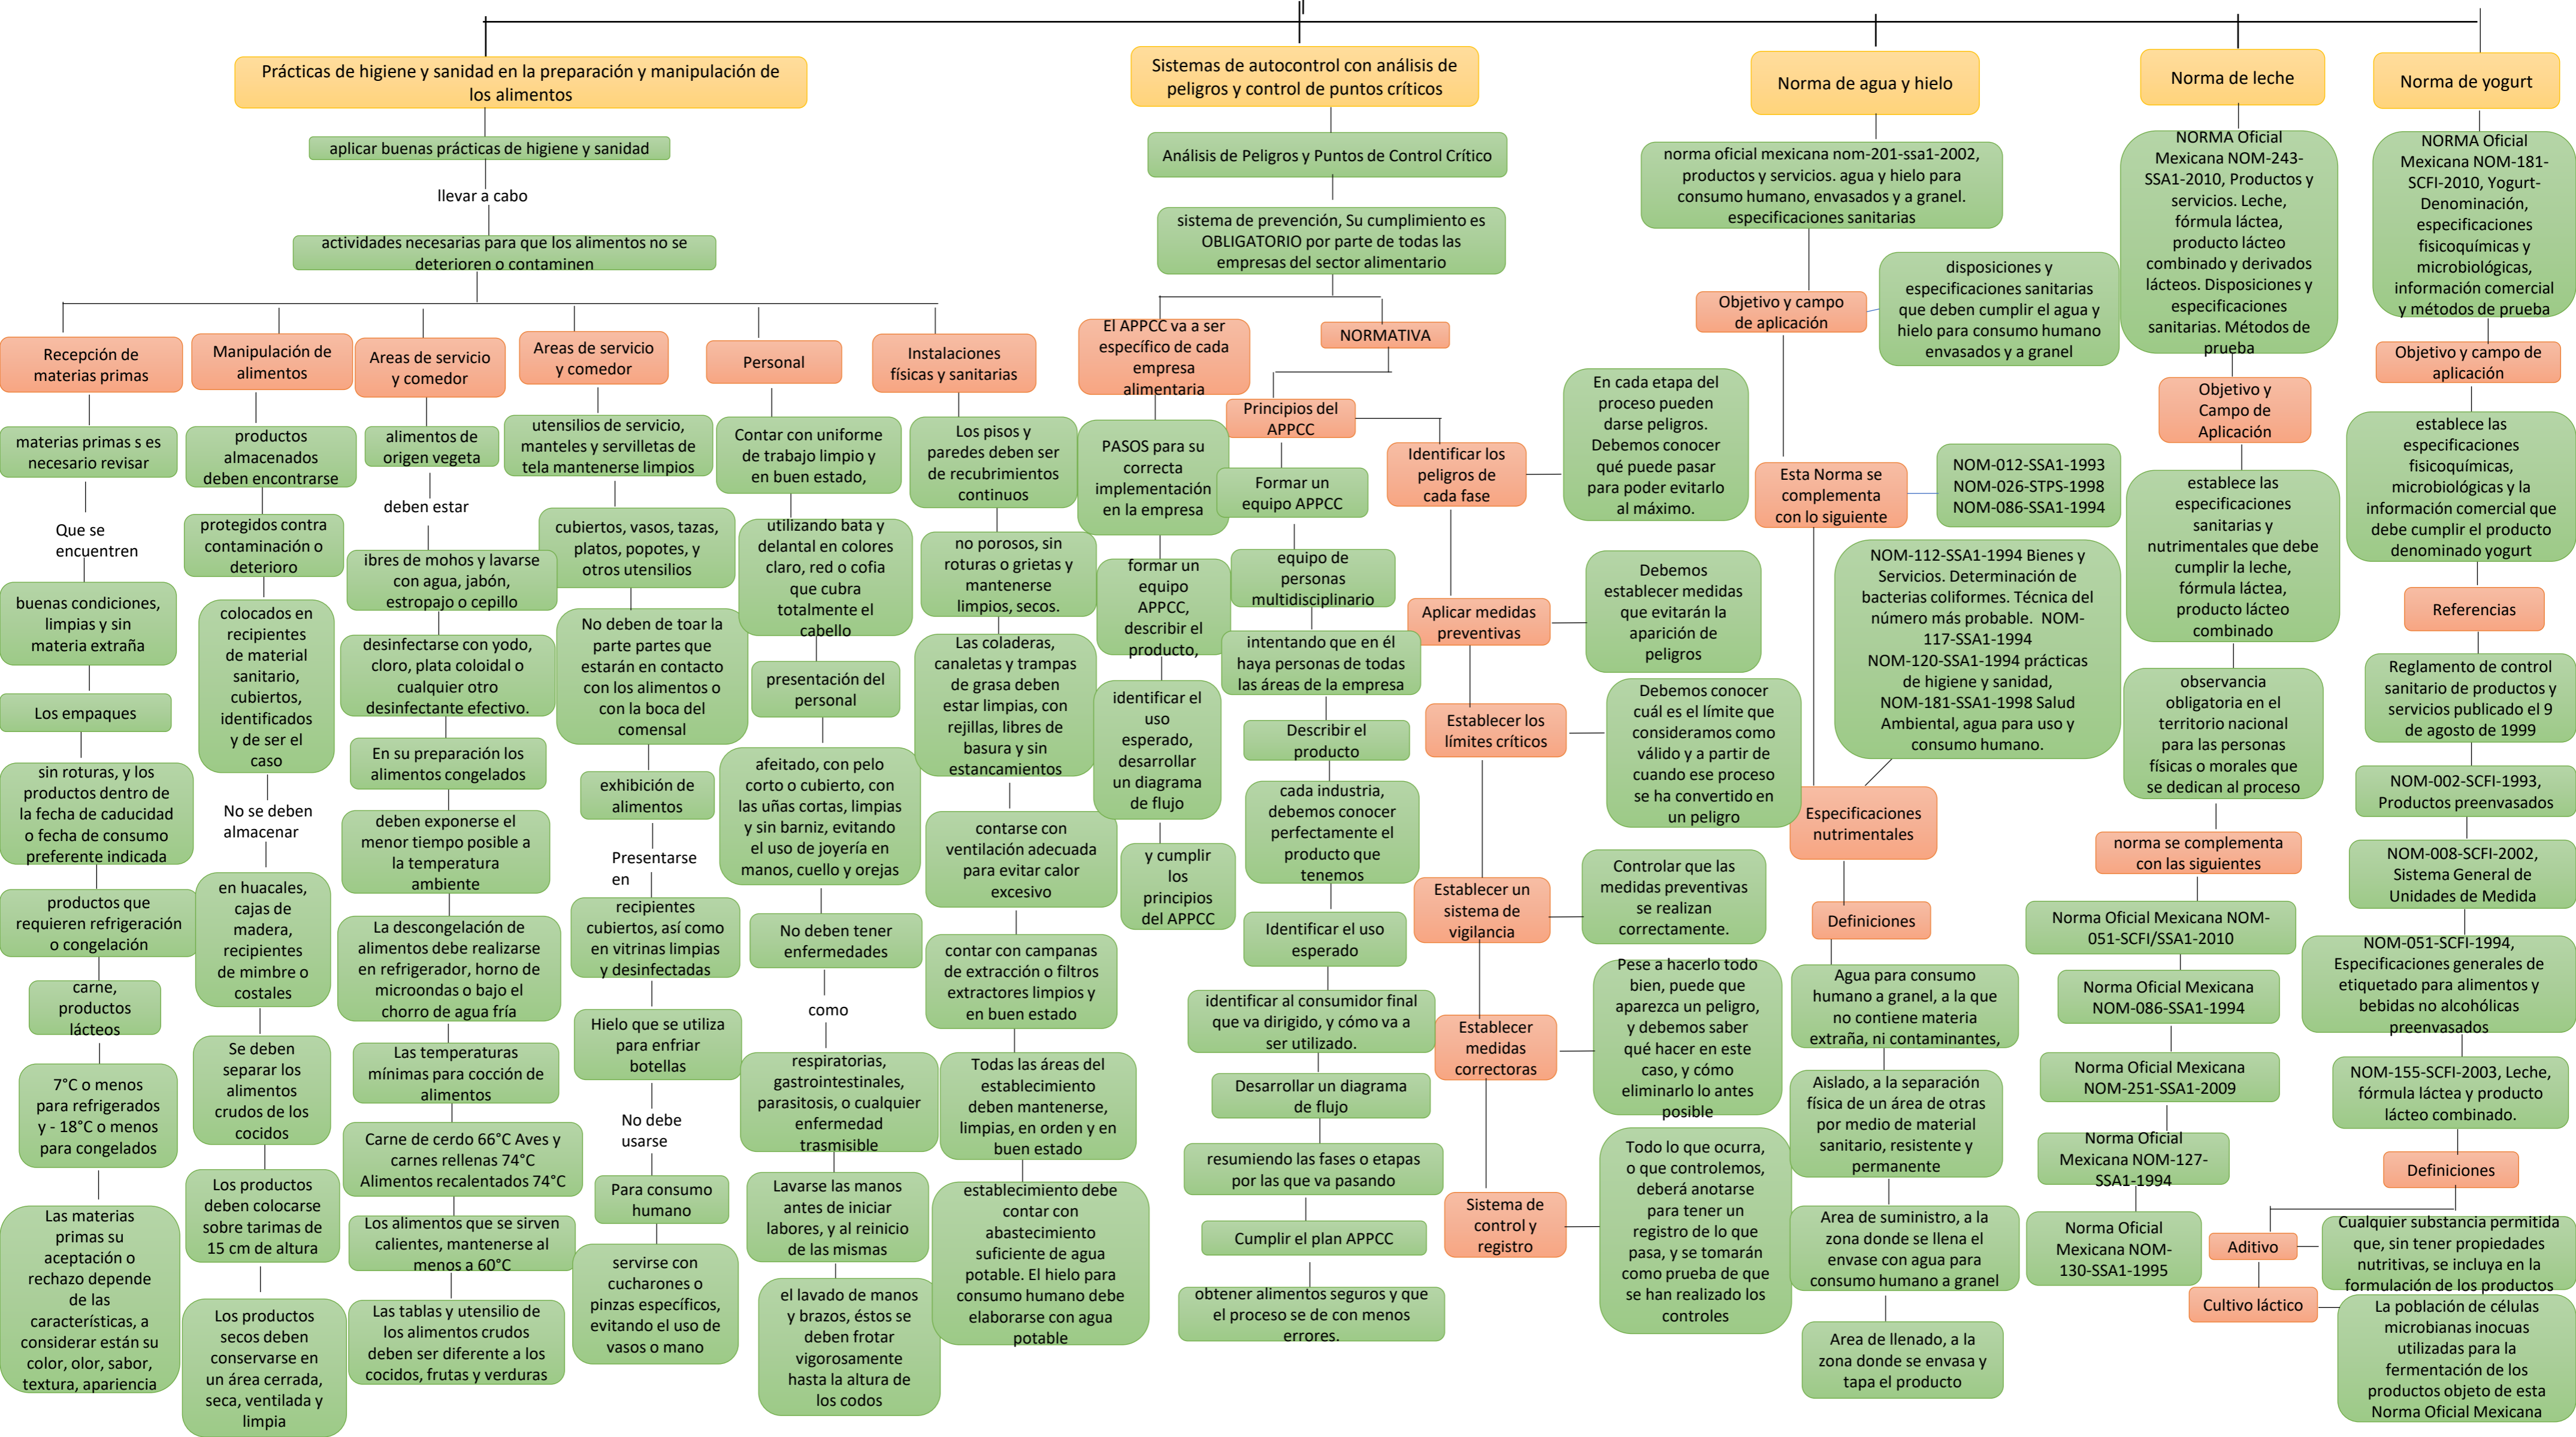 Prácticas de higiene y sanidad en la preparación y manipulación de
los alimentos
aplicar buenas prácticas de higiene y sanidad
llevar a cabo
actividades necesarias para que los alimentos no se
deterioren o contaminen
Recepción de
materias primas
materias primas s es
necesario revisar
Que se
encuentren
buenas condiciones,
limpias y sin
materia extraña
Los empaques
sin roturas, y los
productos dentro de
la fecha de caducidad
o fecha de consumo
preferente indicada
productos que
requieren refrigeración
o congelación
carne,
productos
lácteos
7°C o menos
para refrigerados
y - 18°C o menos
para congelados
Las materias
primas su
aceptación o
rechazo depende
de las
características, a
considerar están su
color, olor, sabor,
textura, apariencia
Manipulación de
alimentos
productos
almacenados
deben encontrarse
protegidos contra
contaminación o
deterioro
colocados en
recipientes
de material
sanitario,
cubiertos,
identificados
y de ser el
caso
No se deben
almacenar
en huacales,
cajas de
madera,
recipientes
de mimbre o
costales
Se deben
separar los
alimentos
crudos de los
cocidos
Los productos
deben colocarse
sobre tarimas de
15 cm de altura
Los productos
secos deben
conservarse en
un área cerrada,
seca, ventilada y
limpia
Areas de servicio
y comedor
alimentos de
origen vegeta
deben estar
ibres de mohos y lavarse
con agua, jabón,
estropajo o cepillo
desinfectarse con yodo,
cloro, plata coloidal o
cualquier otro
desinfectante efectivo.
En su preparación los
alimentos congelados
deben exponerse el
menor tiempo posible a
la temperatura
ambiente
La descongelación de
alimentos debe realizarse
en refrigerador, horno de
microondas o bajo el
chorro de agua fría
Las temperaturas
mínimas para cocción de
alimentos
Carne de cerdo 66°C Aves y
carnes rellenas 74°C
Alimentos recalentados 74°C
Los alimentos que se sirven
calientes, mantenerse al
menos a 60°C
Las tablas y utensilio de
los alimentos crudos
deben ser diferente a los
cocidos, frutas y verduras
Areas de servicio
y comedor
utensilios de servicio,
manteles y servilletas de
tela mantenerse limpios
cubiertos, vasos, tazas,
platos, popotes, y
otros utensilios
No deben de toar la
parte partes que
estarán en contacto
con los alimentos o
con la boca del
comensal
exhibición de
alimentos
Presentarse
en
recipientes
cubiertos, así como
en vitrinas limpias
y desinfectadas
Hielo que se utiliza
para enfriar
botellas
No debe
usarse
Para consumo
humano
servirse con
cucharones o
pinzas específicos,
evitando el uso de
vasos o mano
Personal
Contar con uniforme
de trabajo limpio y
en buen estado,
utilizando bata y
delantal en colores
claro, red o cofia
que cubra
totalmente el
cabello
presentación del
personal
afeitado, con pelo
corto o cubierto, con
las uñas cortas, limpias
y sin barniz, evitando
el uso de joyería en
manos, cuello y orejas
No deben tener
enfermedades
como
respiratorias,
gastrointestinales,
parasitosis, o cualquier
enfermedad
trasmisible
Lavarse las manos
antes de iniciar
labores, y al reinicio
de las mismas
el lavado de manos
y brazos, éstos se
deben frotar
vigorosamente
hasta la altura de
los codos
Instalaciones
físicas y sanitarias
Los pisos y
paredes deben ser
de recubrimientos
continuos
no porosos, sin
roturas o grietas y
mantenerse
limpios, secos.
Las coladeras,
canaletas y trampas
de grasa deben
estar limpias, con
rejillas, libres de
basura y sin
estancamientos
contarse con
ventilación adecuada
para evitar calor
excesivo
contar con campanas
de extracción o filtros
extractores limpios y
en buen estado
Todas las áreas del
establecimiento
deben mantenerse,
limpias, en orden y en
buen estado
establecimiento debe
contar con
abastecimiento
suficiente de agua
potable. El hielo para
consumo humano debe
elaborarse con agua
potable
Sistemas de autocontrol con análisis de
peligros y control de puntos críticos
Análisis de Peligros y Puntos de Control Crítico
sistema de prevención, Su cumplimiento es
OBLIGATORIO por parte de todas las
empresas del sector alimentario
El APPCC va a ser
específico de cada
empresa
alimentaria
PASOS para su
correcta
implementación
en la empresa
formar un
equipo
APPCC,
describir el
producto,
identificar el
uso
esperado,
desarrollar
un diagrama
de flujo
y cumplir
los
principios
del APPCC
NORMATIVA
Principios del
APPCC
Formar un
equipo APPCC
equipo de
personas
multidisciplinario
intentando que en él
haya personas de todas
las áreas de la empresa
Describir el
producto
cada industria,
debemos conocer
perfectamente el
producto que
tenemos
Identificar el uso
esperado
identificar al consumidor final
que va dirigido, y cómo va a
ser utilizado.
Desarrollar un diagrama
de flujo
resumiendo las fases o etapas
por las que va pasando
Cumplir el plan APPCC
obtener alimentos seguros y que
el proceso se de con menos
errores.
Identificar los
peligros de
cada fase
En cada etapa del
proceso pueden
darse peligros.
Debemos conocer
qué puede pasar
para poder evitarlo
al máximo.
Aplicar medidas
preventivas
Debemos
establecer medidas
que evitarán la
aparición de
peligros
Establecer los
límites críticos
Debemos conocer
cuál es el límite que
consideramos como
válido y a partir de
cuando ese proceso
se ha convertido en
un peligro
Establecer un
sistema de
vigilancia
Controlar que las
medidas preventivas
se realizan
correctamente.
Establecer
medidas
correctoras
Pese a hacerlo todo
bien, puede que
aparezca un peligro,
y debemos saber
qué hacer en este
caso, y cómo
eliminarlo lo antes
posible
Sistema de
control y
registro
Todo lo que ocurra,
o que controlemos,
deberá anotarse
para tener un
registro de lo que
pasa, y se tomarán
como prueba de que
se han realizado los
controles
Norma de agua y hielo
norma oficial mexicana nom-201-ssa1-2002,
productos y servicios. agua y hielo para
consumo humano, envasados y a granel.
especificaciones sanitarias
Objetivo y campo
de aplicación
disposiciones y
especificaciones sanitarias
que deben cumplir el agua y
hielo para consumo humano
envasados y a granel
Esta Norma se
complementa
con lo siguiente
NOM-012-SSA1-1993
NOM-026-STPS-1998
NOM-086-SSA1-1994
NOM-112-SSA1-1994 Bienes y
Servicios. Determinación de
bacterias coliformes. Técnica del
número más probable. NOM-
117-SSA1-1994
NOM-120-SSA1-1994 prácticas
de higiene y sanidad,
NOM-181-SSA1-1998 Salud
Ambiental, agua para uso y
consumo humano.
Especificaciones
nutrimentales
Definiciones
Agua para consumo
humano a granel, a la que
no contiene materia
extraña, ni contaminantes,
Aislado, a la separación
física de un área de otras
por medio de material
sanitario, resistente y
permanente
Area de suministro, a la
zona donde se llena el
envase con agua para
consumo humano a granel
Area de llenado, a la
zona donde se envasa y
tapa el producto
Norma de leche
NORMA Oficial
Mexicana NOM-243-
SSA1-2010, Productos y
servicios. Leche,
fórmula láctea,
producto lácteo
combinado y derivados
lácteos. Disposiciones y
especificaciones
sanitarias. Métodos de
prueba
Objetivo y
Campo de
Aplicación
establece las
especificaciones
sanitarias y
nutrimentales que debe
cumplir la leche,
fórmula láctea,
producto lácteo
combinado
observancia
obligatoria en el
territorio nacional
para las personas
físicas o morales que
se dedican al proceso
norma se complementa
con las siguientes
Norma Oficial Mexicana NOM-
051-SCFI/SSA1-2010
Norma Oficial Mexicana
NOM-086-SSA1-1994
Norma Oficial Mexicana
NOM-251-SSA1-2009
Norma Oficial
Mexicana NOM-127-
SSA1-1994
Norma Oficial
Mexicana NOM-
130-SSA1-1995
Norma de yogurt
NORMA Oficial
Mexicana NOM-181-
SCFI-2010, Yogurt-
Denominación,
especificaciones
fisicoquímicas y
microbiológicas,
información comercial
y métodos de prueba
Objetivo y campo de
aplicación
establece las
especificaciones
fisicoquímicas,
microbiológicas y la
información comercial que
debe cumplir el producto
denominado yogurt
Referencias
Reglamento de control
sanitario de productos y
servicios publicado el 9
de agosto de 1999
NOM-002-SCFI-1993,
Productos preenvasados
NOM-008-SCFI-2002,
Sistema General de
Unidades de Medida
NOM-051-SCFI-1994,
Especificaciones generales de
etiquetado para alimentos y
bebidas no alcohólicas
preenvasados
NOM-155-SCFI-2003, Leche,
fórmula láctea y producto
lácteo combinado.
Definiciones
Aditivo
Cualquier substancia permitida
que, sin tener propiedades
nutritivas, se incluya en la
formulación de los productos
Cultivo láctico
La población de células
microbianas inocuas
utilizadas para la
fermentación de los
productos objeto de esta
Norma Oficial Mexicana